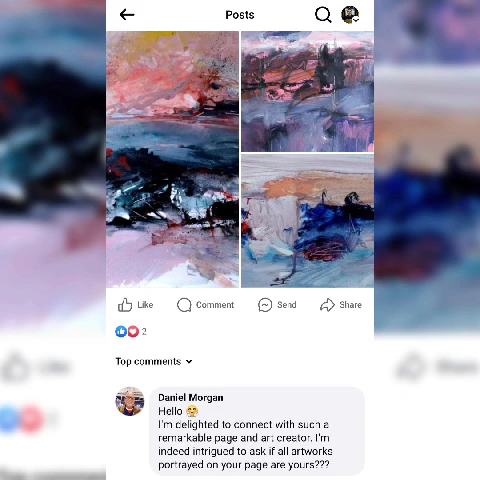 Posts
Like
Comment
Send
Share
2
Top comments
Daniel Morgan
Hello 🤗
I'm delighted to connect with such a
remarkable page and art creator. I'm
indeed intrigued to ask if all artworks
portrayed on your page are yours???